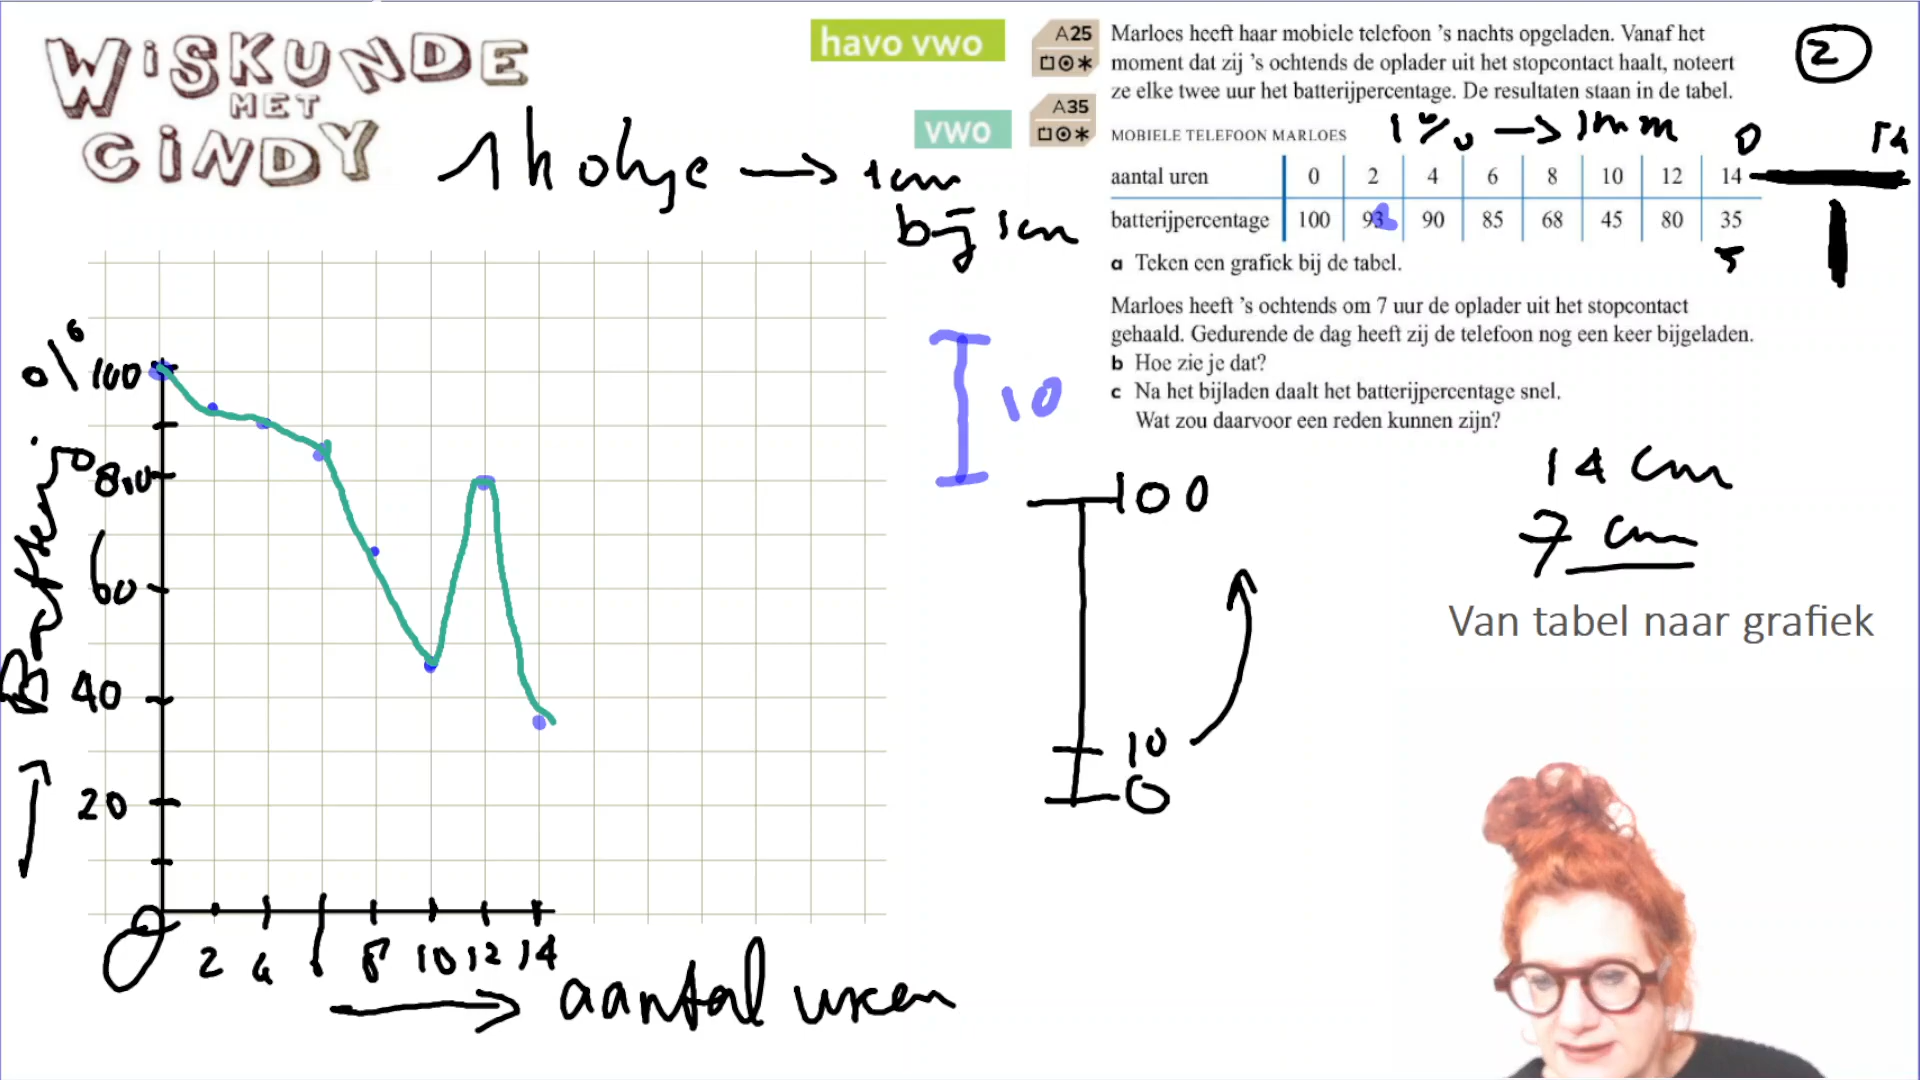 WiSKUNDE
MET
CiNDY
havo vwo
vwo
A25
A35
Marloes heeft haar mobiele telefoon 's nachts opgeladen. Vanaf het
moment dat zij 's ochtends de oplader uit het stopcontact haalt, noteert
ze elke twee uur het batterijpercentage. De resultaten staan in de tabel.
2
MOBIELE TELEFOON MARLOES
1% → 1mm
0 14
aantal uren 0 2 4 6 8 10 12 14
batterijpercentage 100 93 90 85 68 45 80 35
5
a Teken een grafiek bij de tabel.
Marloes heeft 's ochtends om 7 uur de oplader uit het stopcontact
gehaald. Gedurende de dag heeft zij de telefoon nog een keer bijgeladen.
b Hoe zie je dat?
c Na het bijladen daalt het batterijpercentage snel.
Wat zou daarvoor een reden kunnen zijn?
1 hokje → 1cm
bij 1cm
10
100
10
0
14 cm
7 cm
Van tabel naar grafiek
%
100
80
60
40
20
0
2 4 6 8 10 12 14
→ aantal uren